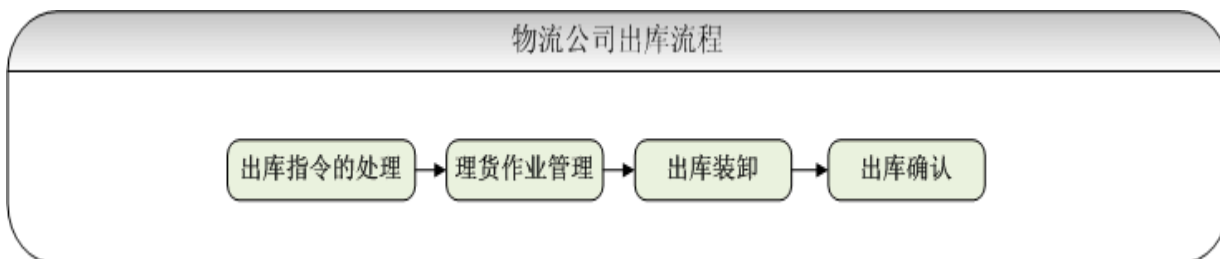 物流公司出库流程
出库指令的处理
理货作业管理
出库装卸
出库确认